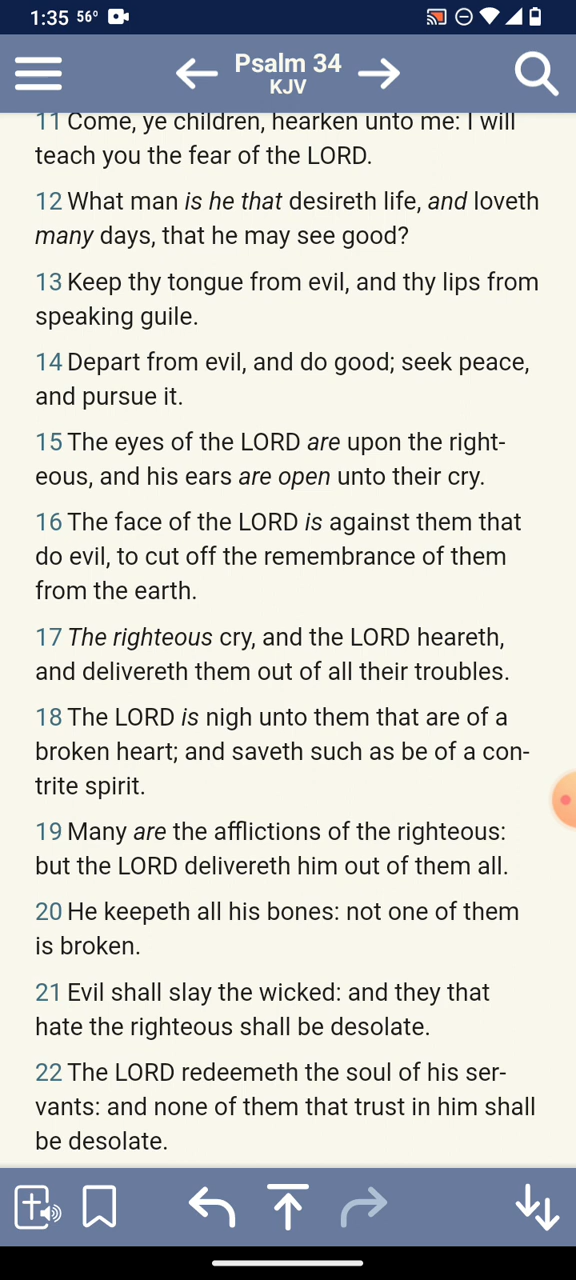 1:35 56°
Psalm 34
KJV
11 Come, ye children, hearken unto me: I will
teach you the fear of the LORD.
12 What man is he that desireth life, and loveth
many days, that he may see good?
13 Keep thy tongue from evil, and thy lips from
speaking guile.
14 Depart from evil, and do good; seek peace,
and pursue it.
15 The eyes of the LORD are upon the right-
eous, and his ears are open unto their cry.
16 The face of the LORD is against them that
do evil, to cut off the remembrance of them
from the earth.
17 The righteous cry, and the LORD heareth,
and delivereth them out of all their troubles.
18 The LORD is nigh unto them that are of a
broken heart; and saveth such as be of a con-
trite spirit.
19 Many are the afflictions of the righteous:
but the LORD delivereth him out of them all.
20 He keepeth all his bones: not one of them
is broken.
21 Evil shall slay the wicked: and they that
hate the righteous shall be desolate.
22 The LORD redeemeth the soul of his ser-
vants: and none of them that trust in him shall
be desolate.